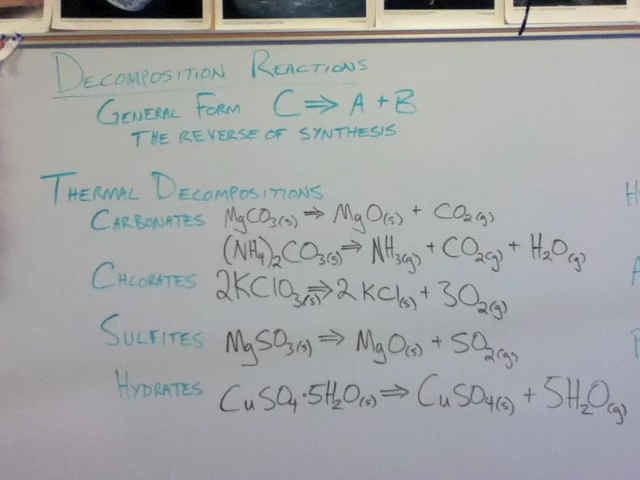 DECOMPOSITION REACTIONS
GENERAL FORM C ⇒ A + B
THE REVERSE OF SYNTHESIS
THERMAL DECOMPOSITIONS
CARBONATES MgCO₃(s) ⇒ MgO(s) + CO₂(g)
(NH₄)₂CO₃(s) ⇒ NH₃(g) + CO₂(g) + H₂O(g)
CHLORATES 2KClO₃(s) ⇒ 2KCl(s) + 3O₂(g)
SULFITES MgSO₃(s) ⇒ MgO(s) + SO₂(g)
HYDRATES CuSO₄·5H₂O(s) ⇒ CuSO₄(s) + 5H₂O(g)